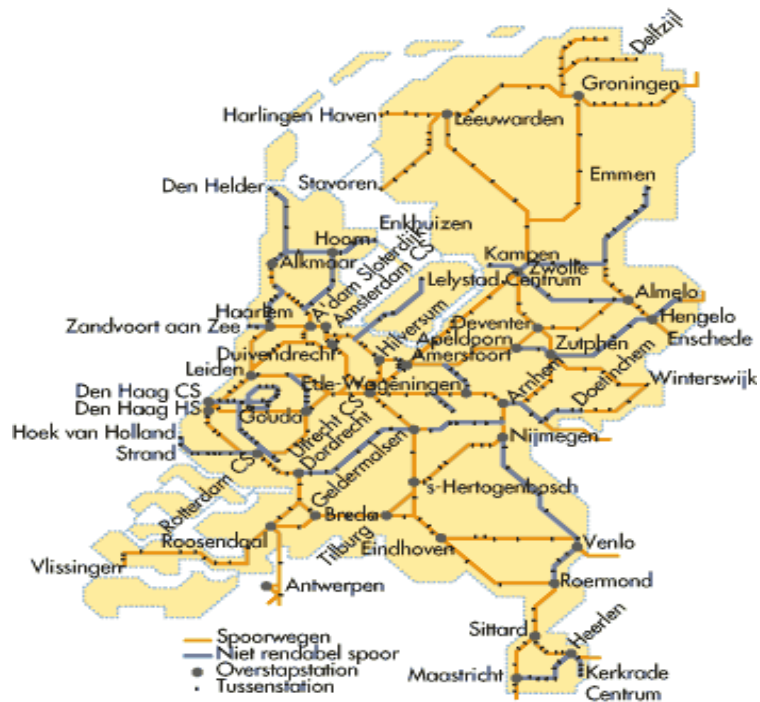 Delfzijl
Groningen
Harlingen Haven
Leeuwarden
Emmen
Stavoren
Den Helder
Enkhuizen
Hoorn
Alkmaar
A'dam Sloterdijk
Amsterdam CS
Kampen
Zwolle
Lelystad Centrum
Almelo
Haarlem
Zandvoort aan Zee
Hengelo
Deventer
Enschede
Hilversum
Apeldoorn
Duivendrecht
Amersfoort
Zutphen
Leiden
Ede-Wageningen
Doetinchem
Winterswijk
Arnhem
Den Haag CS
Den Haag HS
Gouda
Utrecht CS
Hoek van Holland
Strand
Nijmegen
Dordrecht
Rotterdam CS
Geldermalsen
's-Hertogenbosch
Breda
Roosendaal
Tilburg
Eindhoven
Venlo
Vlissingen
Antwerpen
Roermond
Sittard
Heerlen
Maastricht
Kerkrade
Centrum
Spoorwegen
Niet rendabel spoor
Overstapstation
Tussenstation